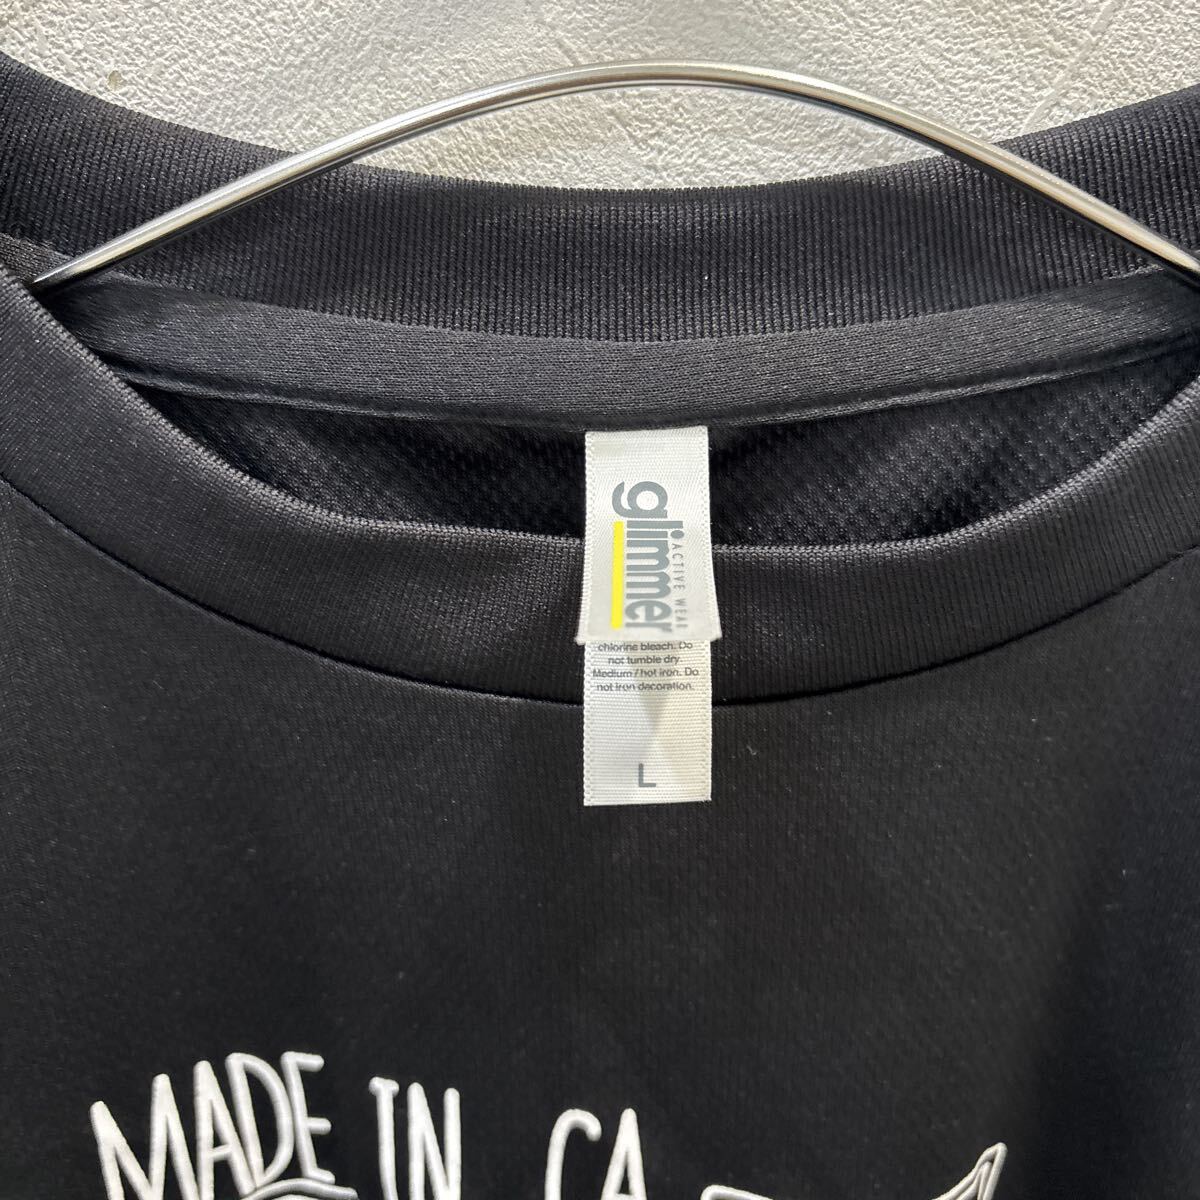 glimmer
ACTIVE WEAR
chlorine bleach. Do
not tumble dry
Medium / hot iron. Do
not iron decoration.
L
MADE IN CA